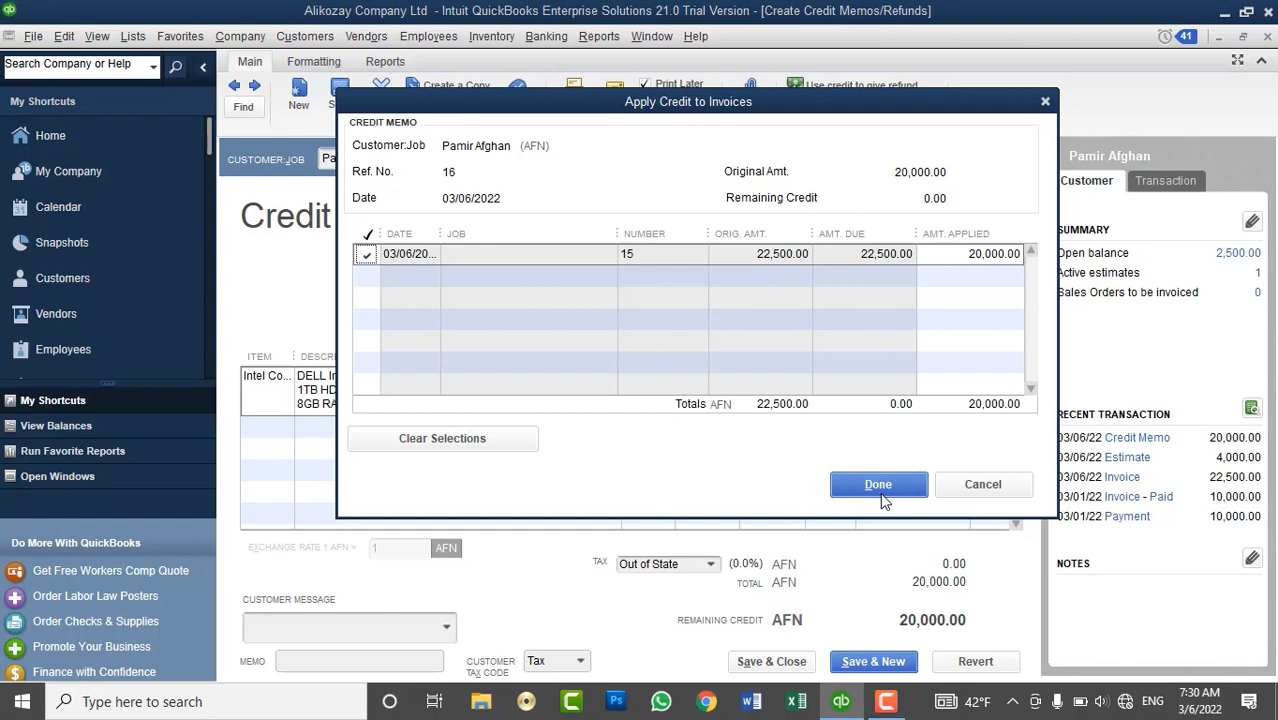 Alikozay Company Ltd - Intuit QuickBooks Enterprise Solutions 21.0 Trial Version - [Create Credit Memos/Refunds]
File Edit View Lists Favorites Company Customers Vendors Employees Inventory Banking Reports Window Help 41
Search Company or Help
Main Formatting Reports
Find New Create a Copy Print Later Use credit to give refund
My Shortcuts
Home
My Company
Calendar
Snapshots
Customers
Vendors
Employees
My Shortcuts
View Balances
Run Favorite Reports
Open Windows
Do More With QuickBooks
Get Free Workers Comp Quote
Order Labor Law Posters
Order Checks & Supplies
Promote Your Business
Finance with Confidence
CUSTOMER:JOB Pa
Credit
ITEM DESCRI
Intel Co... DELL In
1TB HD
8GB RA
Apply Credit to Invoices
CREDIT MEMO
Customer:Job Pamir Afghan (AFN)
Ref. No. 16 Original Amt. 20,000.00
Date 03/06/2022 Remaining Credit 0.00
DATE JOB NUMBER ORIG. AMT. AMT. DUE AMT. APPLIED
03/06/20... 15 22,500.00 22,500.00 20,000.00
Totals AFN 22,500.00 0.00 20,000.00
Clear Selections
Done Cancel
EXCHANGE RATE 1 AFN = 1 AFN
TAX Out of State (0.0%) AFN 0.00
TOTAL AFN 20,000.00
CUSTOMER MESSAGE
REMAINING CREDIT AFN 20,000.00
MEMO CUSTOMER TAX CODE Tax
Save & Close Save & New Revert
Pamir Afghan
Customer Transaction
SUMMARY
Open balance 2,500.00
Active estimates 1
Sales Orders to be invoiced 0
RECENT TRANSACTION
03/06/22 Credit Memo 20,000.00
03/06/22 Estimate 4,000.00
03/06/22 Invoice 22,500.00
03/01/22 Invoice - Paid 10,000.00
03/01/22 Payment 10,000.00
NOTES
Type here to search
42°F ENG 7:30 AM
3/6/2022